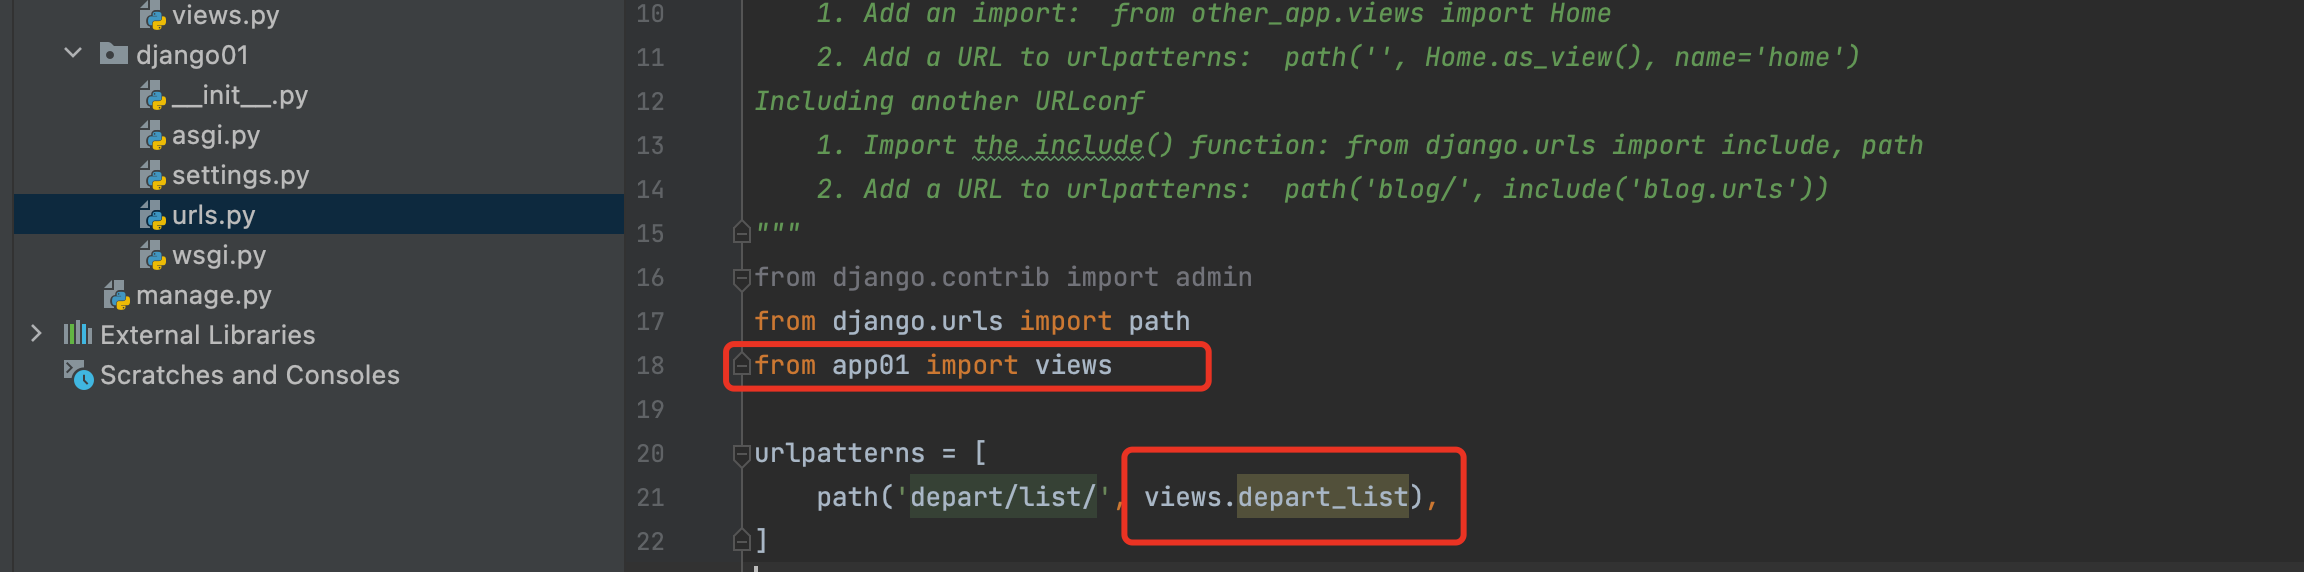 views.py
django01
__init__.py
asgi.py
settings.py
urls.py
wsgi.py
manage.py
External Libraries
Scratches and Consoles
10 1. Add an import:  from other_app.views import Home
11 2. Add a URL to urlpatterns:  path('', Home.as_view(), name='home')
12 Including another URLconf
13 1. Import the include() function: from django.urls import include, path
14 2. Add a URL to urlpatterns:  path('blog/', include('blog.urls'))
15 """
16 from django.contrib import admin
17 from django.urls import path
18 from app01 import views
19
20 urlpatterns = [
21 path('depart/list/', views.depart_list),
22 ]